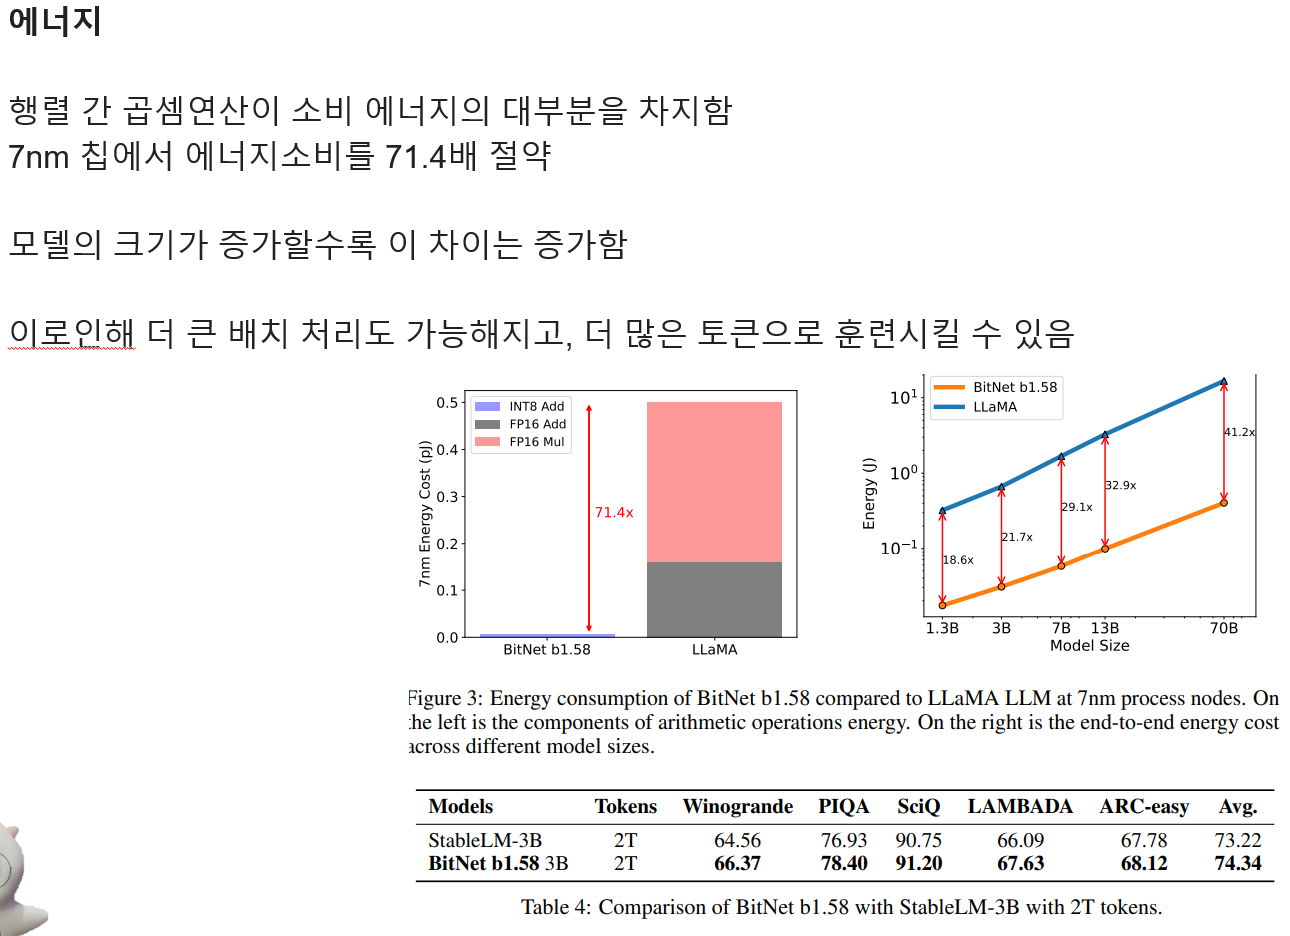 에너지
행렬 간 곱셈연산이 소비 에너지의 대부분을 차지함
7nm 칩에서 에너지소비를 71.4배 절약
모델의 크기가 증가할수록 이 차이는 증가함
이로인해 더 큰 배치 처리도 가능해지고, 더 많은 토큰으로 훈련시킬 수 있음
7nm Energy Cost (pJ)
0.5
0.4
0.3
0.2
0.1
0.0
INT8 Add
FP16 Add
FP16 Mul
71.4x
BitNet b1.58 LLaMA
Energy (J)
10¹
10⁰
10⁻¹
BitNet b1.58
LLaMA
18.6x
21.7x
29.1x
32.9x
41.2x
1.3B 3B 7B 13B 70B
Model Size
Figure 3: Energy consumption of BitNet b1.58 compared to LLaMA LLM at 7nm process nodes. On
the left is the components of arithmetic operations energy. On the right is the end-to-end energy cost
across different model sizes.
Models Tokens Winogrande PIQA SciQ LAMBADA ARC-easy Avg.
StableLM-3B 2T 64.56 76.93 90.75 66.09 67.78 73.22
BitNet b1.58 3B 2T 66.37 78.40 91.20 67.63 68.12 74.34
Table 4: Comparison of BitNet b1.58 with StableLM-3B with 2T tokens.